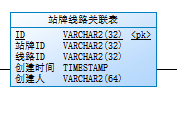 站牌线路关联表
ID VARCHAR2(32) <pk>
站牌ID VARCHAR2(32)
线路ID VARCHAR2(32)
创建时间 TIMESTAMP
创建人 VARCHAR2(64)